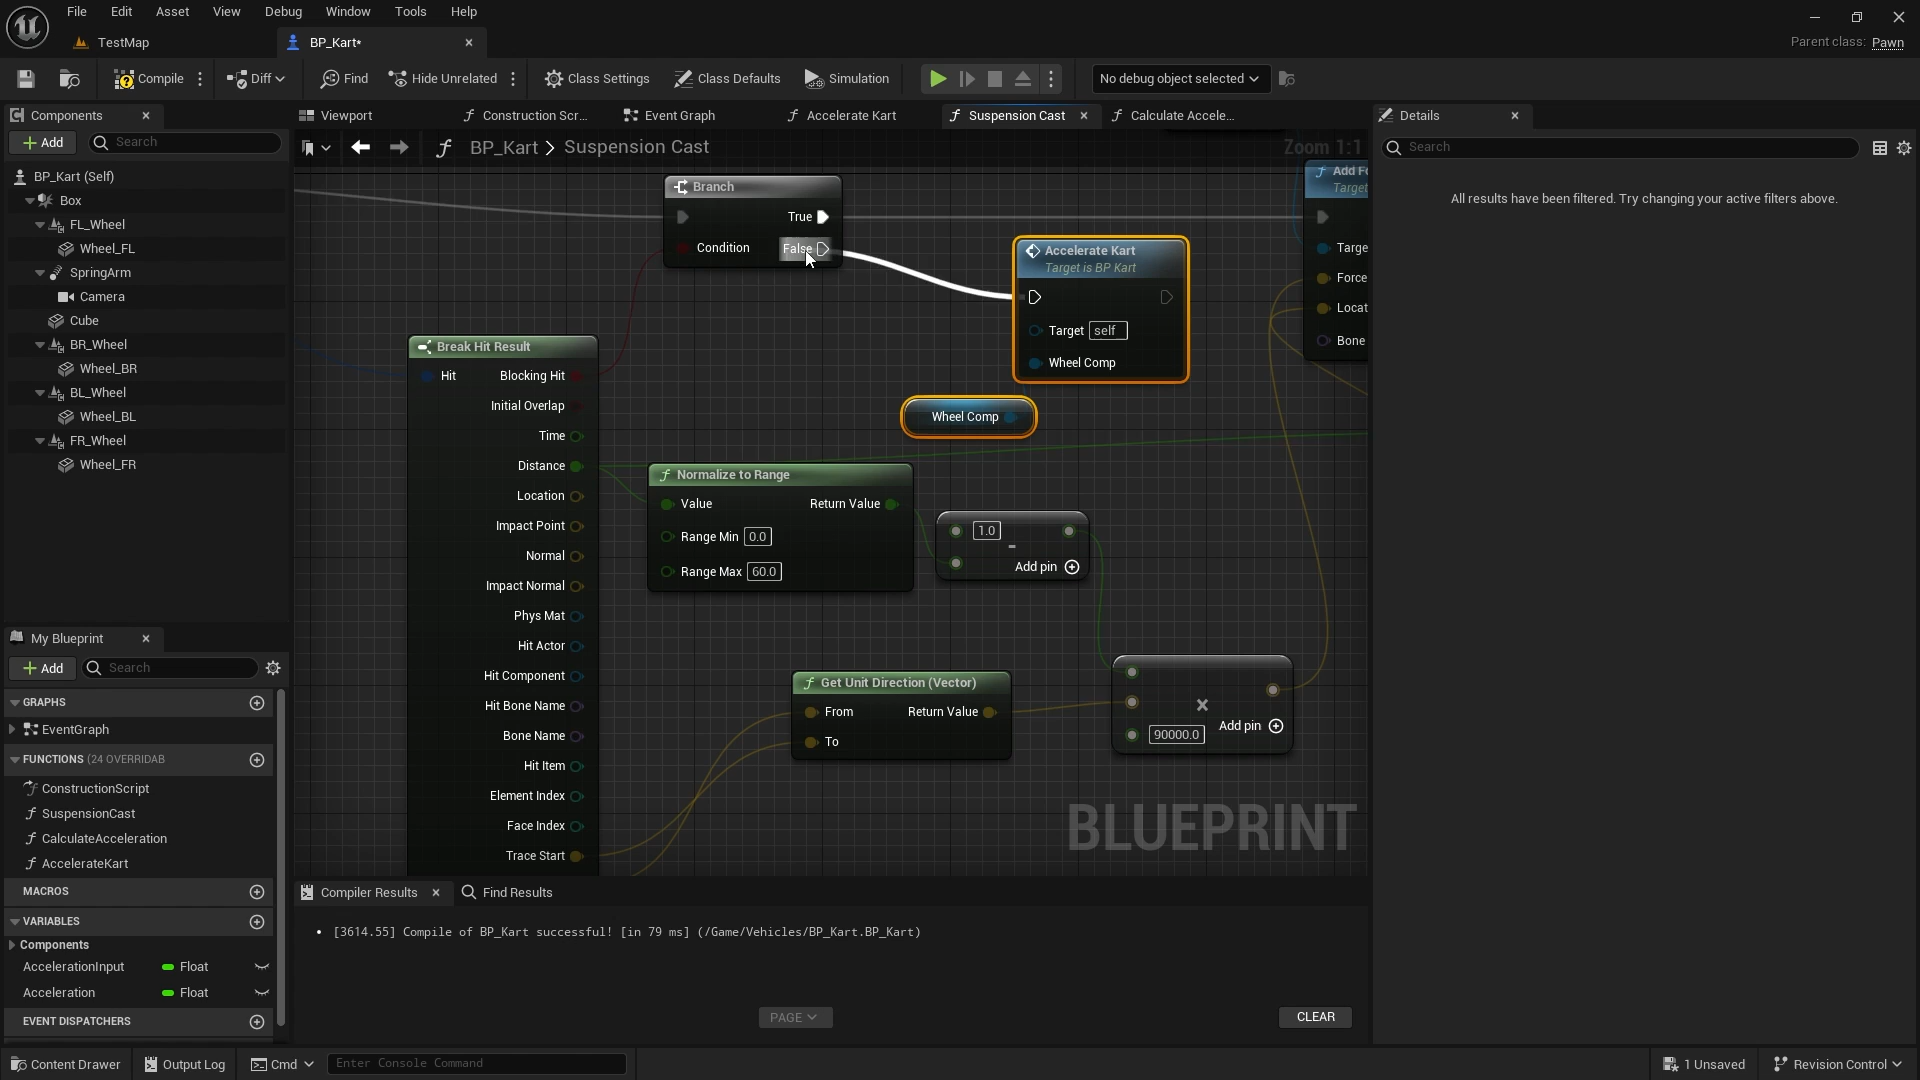 File Edit Asset View Debug Window Tools Help
TestMap
BP_Kart*
Parent class: Pawn
Compile
Diff
Find
Hide Unrelated
Class Settings
Class Defaults
Simulation
No debug object selected
Components
Add
Search
BP_Kart (Self)
Box
FL_Wheel
Wheel_FL
SpringArm
Camera
Cube
BR_Wheel
Wheel_BR
BL_Wheel
Wheel_BL
FR_Wheel
Wheel_FR
My Blueprint
Add
Search
GRAPHS
EventGraph
FUNCTIONS (24 OVERRIDAB
ConstructionScript
SuspensionCast
CalculateAcceleration
AccelerateKart
MACROS
VARIABLES
Components
AccelerationInput Float
Acceleration Float
EVENT DISPATCHERS
Viewport
Construction Scr...
Event Graph
Accelerate Kart
Suspension Cast
Calculate Accele...
BP_Kart > Suspension Cast
Zoom 1:1
Branch
True
Condition
False
Accelerate Kart
Target is BP Kart
Target self
Wheel Comp
Wheel Comp
Add Fo
Target
Targe
Force
Locat
Bone
Break Hit Result
Hit
Blocking Hit
Initial Overlap
Time
Distance
Location
Impact Point
Normal
Impact Normal
Phys Mat
Hit Actor
Hit Component
Hit Bone Name
Bone Name
Hit Item
Element Index
Face Index
Trace Start
Normalize to Range
Value
Return Value
Range Min 0.0
Range Max 60.0
1.0
-
Add pin
Get Unit Direction (Vector)
From
Return Value
To
×
Add pin
90000.0
BLUEPRINT
Compiler Results
Find Results
• [3614.55] Compile of BP_Kart successful! [in 79 ms] (/Game/Vehicles/BP_Kart.BP_Kart)
PAGE
CLEAR
Details
Search
All results have been filtered. Try changing your active filters above.
Content Drawer
Output Log
Cmd
Enter Console Command
1 Unsaved
Revision Control